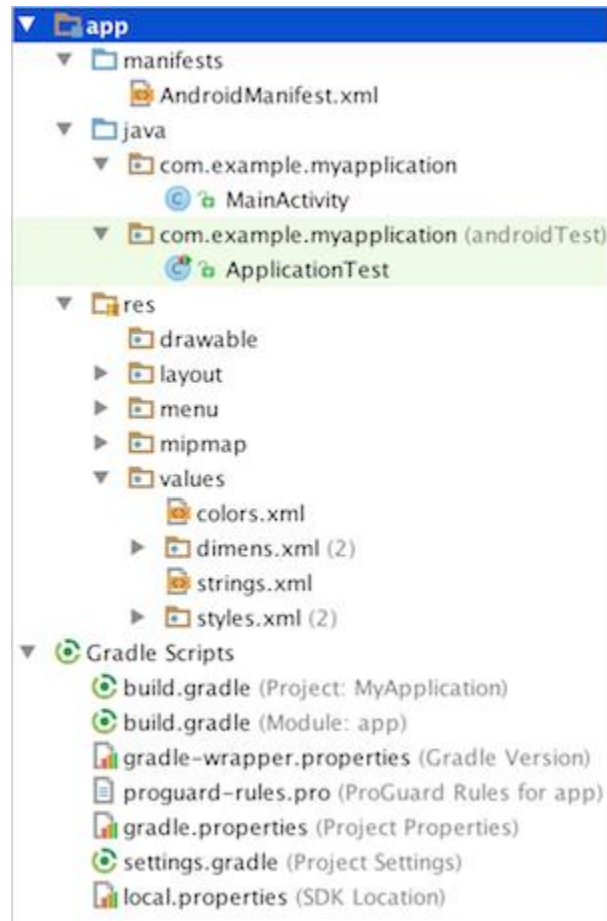 app
manifests
AndroidManifest.xml
java
com.example.myapplication
MainActivity
com.example.myapplication (androidTest)
ApplicationTest
res
drawable
layout
menu
mipmap
values
colors.xml
dimens.xml (2)
strings.xml
styles.xml (2)
Gradle Scripts
build.gradle (Project: MyApplication)
build.gradle (Module: app)
gradle-wrapper.properties (Gradle Version)
proguard-rules.pro (ProGuard Rules for app)
gradle.properties (Project Properties)
settings.gradle (Project Settings)
local.properties (SDK Location)